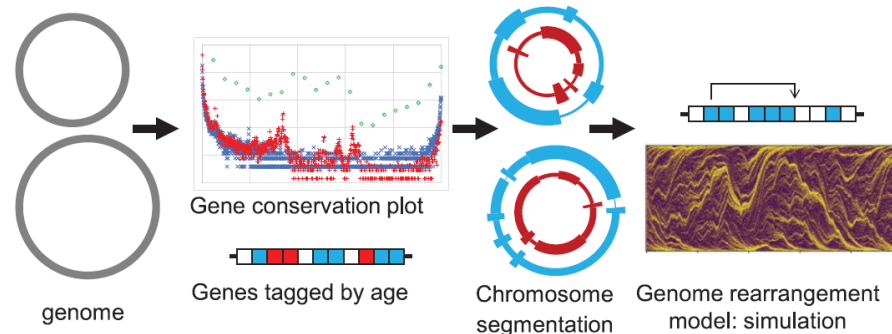 Gene conservation plot
genome
Genes tagged by age
Chromosome
segmentation
Genome rearrangement
model: simulation